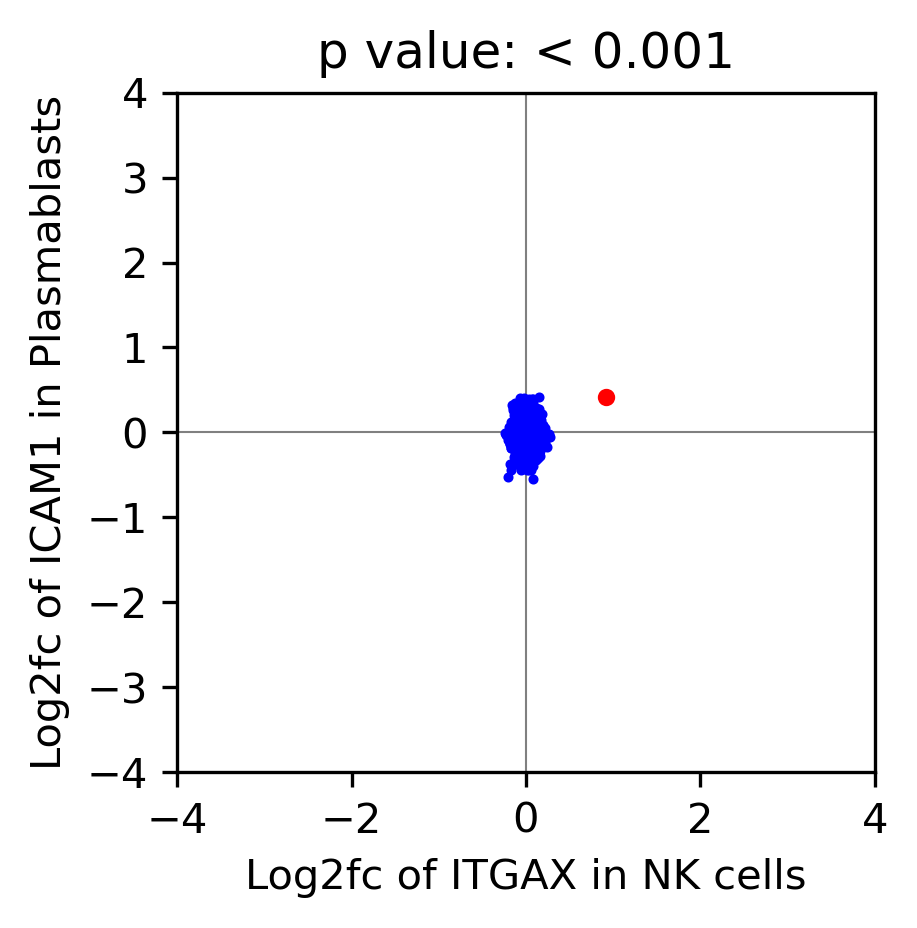 p value: < 0.001
Log2fc of ICAM1 in Plasmablasts
4
3
2
1
0
−1
−2
−3
−4
−4 −2 0 2 4
Log2fc of ITGAX in NK cells